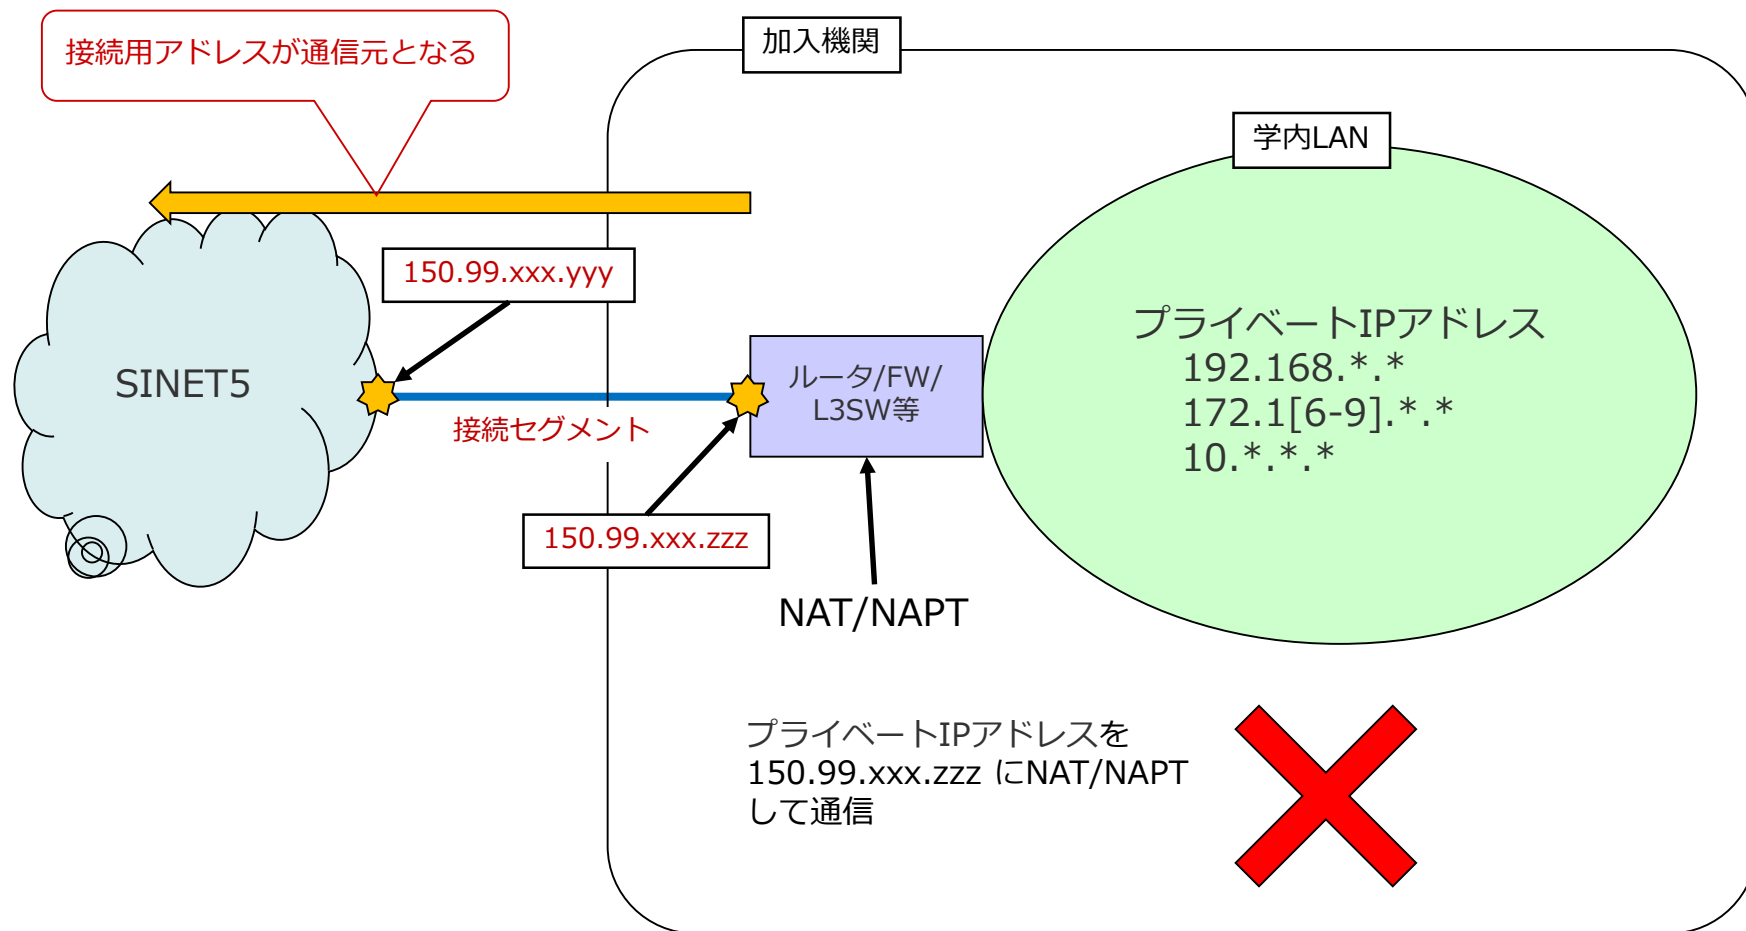 接続用アドレスが通信元となる
加入機関
学内LAN
150.99.xxx.yyy
SINET5
接続セグメント
ルータ/FW/
L3SW等
プライベートIPアドレス
192.168.*.*
172.1[6-9].*.*
10.*.*.*
150.99.xxx.zzz
NAT/NAPT
プライベートIPアドレスを
150.99.xxx.zzz にNAT/NAPT
して通信